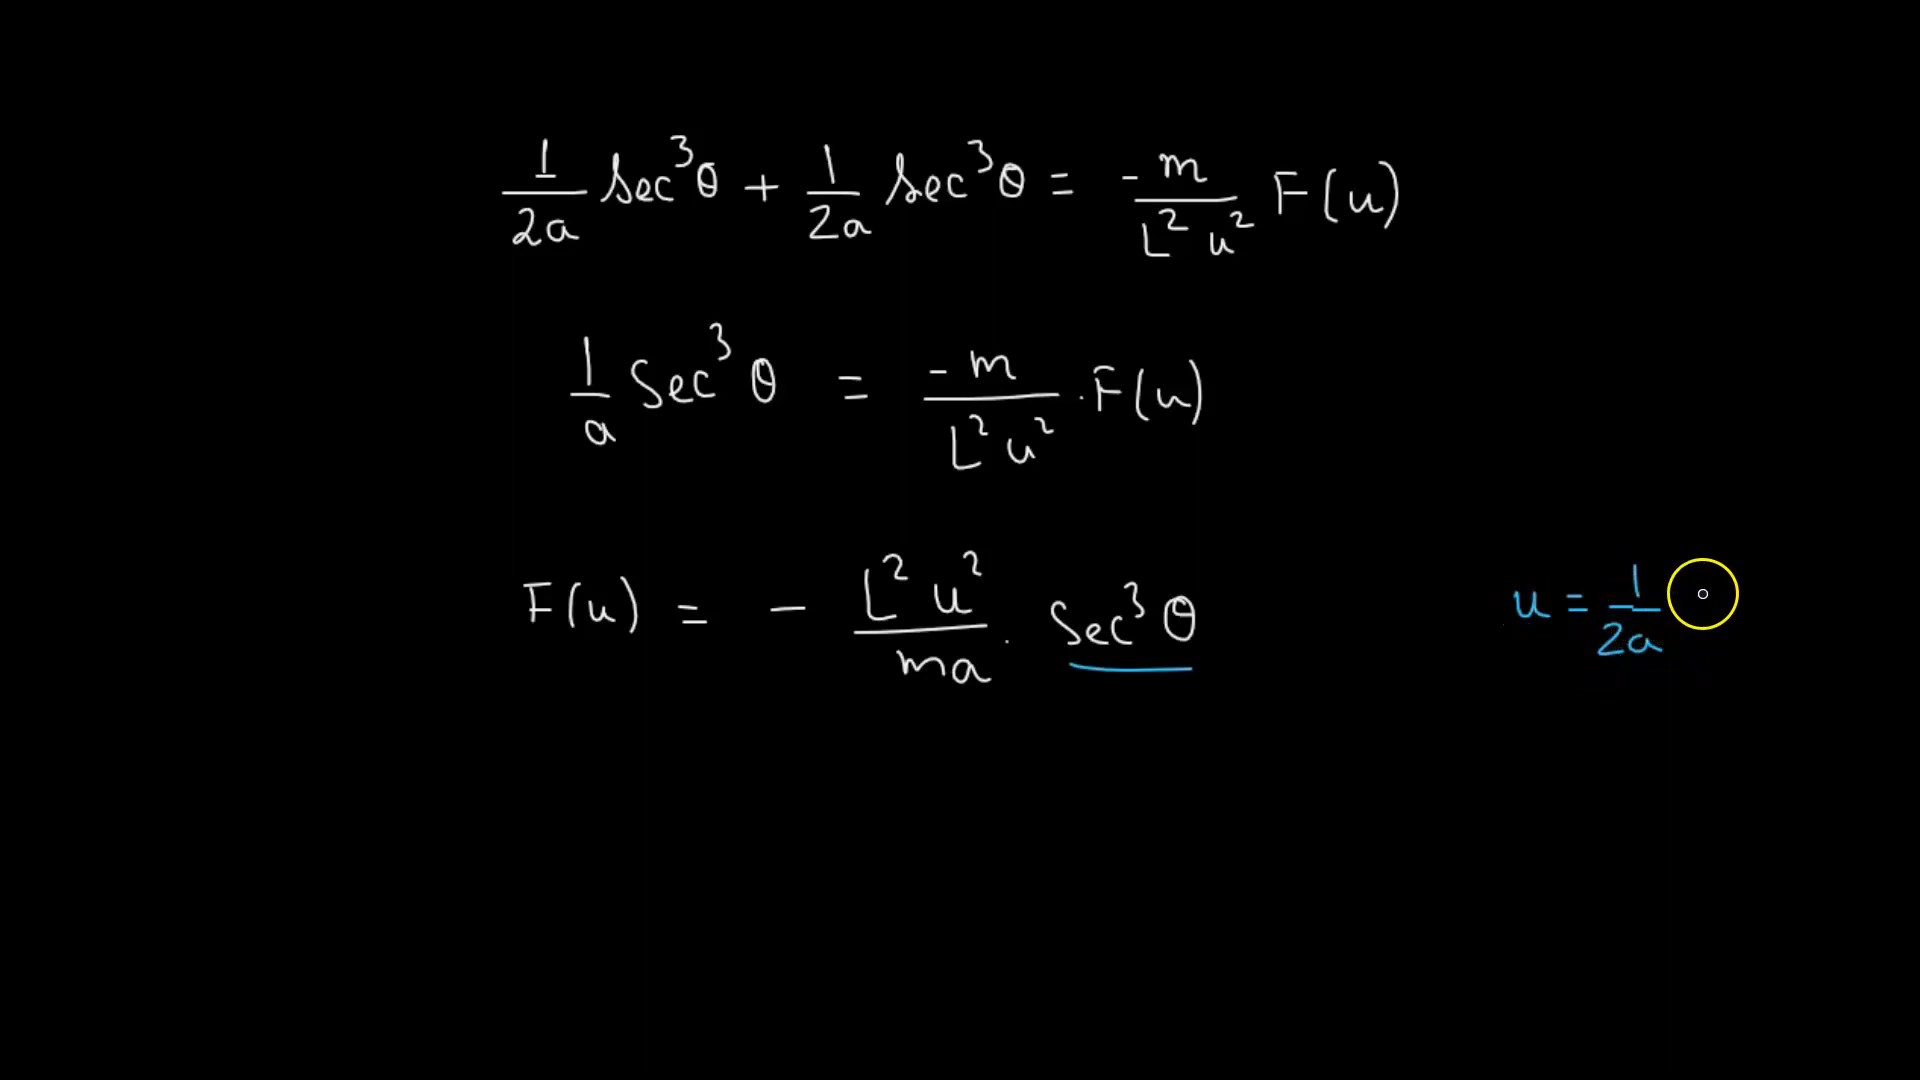 1/2a Sec³θ + 1/2a Sec³θ = -m/L²u² F(u)
1/a Sec³θ = -m/L²u² . F(u)
F(u) = - L²u²/ma . Sec³θ
u = 1/2a